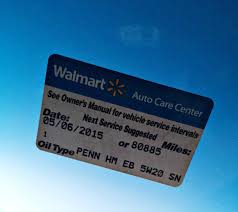 Walmart Auto Care Center
See Owner's Manual for vehicle service intervals
Next Service Suggested
Date: Miles:
05/06/2015 or 80885
1
Oil Type PENN HM EB 5W20 SN